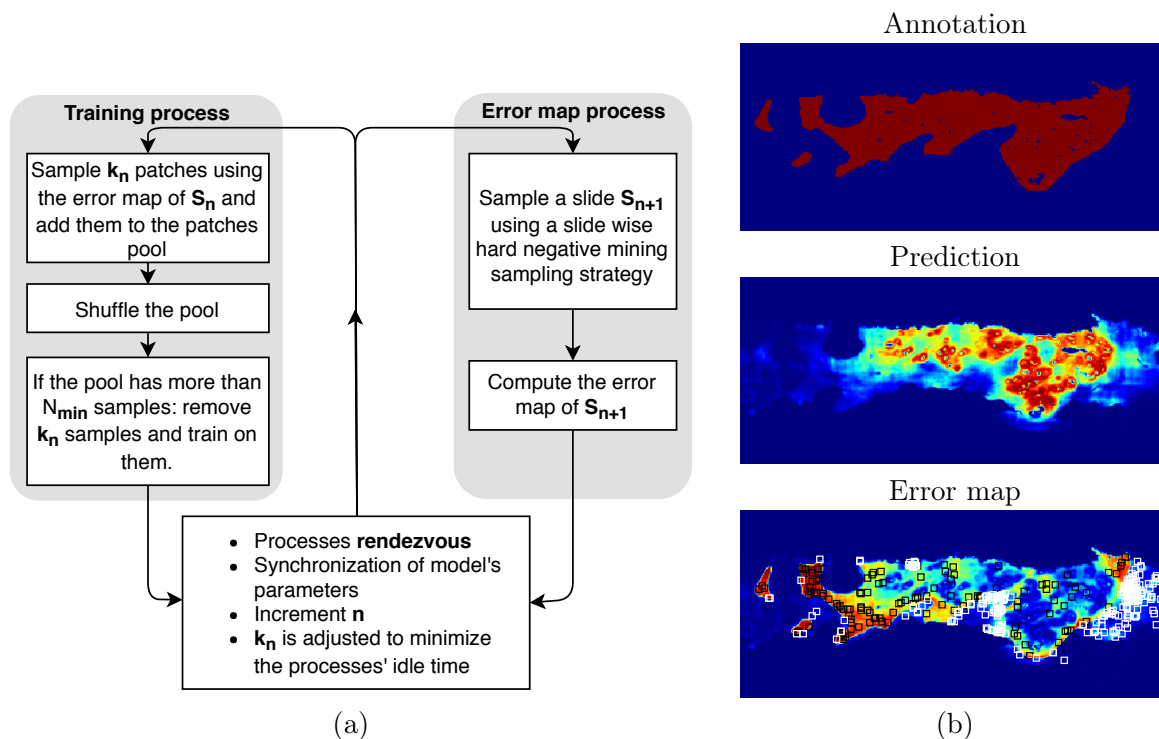 Training process
Sample kn patches using
the error map of Sn and
add them to the patches
pool
Shuffle the pool
If the pool has more than
Nmin samples: remove
kn samples and train on
them.
Error map process
Sample a slide Sn+1
using a slide wise
hard negative mining
sampling strategy
Compute the error
map of Sn+1
• Processes rendezvous
• Synchronization of model's
parameters
• Increment n
• kn is adjusted to minimize
the processes' idle time
(a)
Annotation
Prediction
Error map
(b)